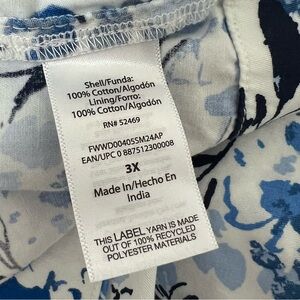 Shell/Funda:
100% Cotton/Algodón
Lining/Forro:
100% Cotton/Algodón
RN# 52469
FWWD00405SM24AP
EAN/UPC 0 887512300008
3X
Made In/Hecho En
India
THIS LABEL YARN IS MADE
OUT OF 100% RECYCLED
POLYESTER MATERIALS